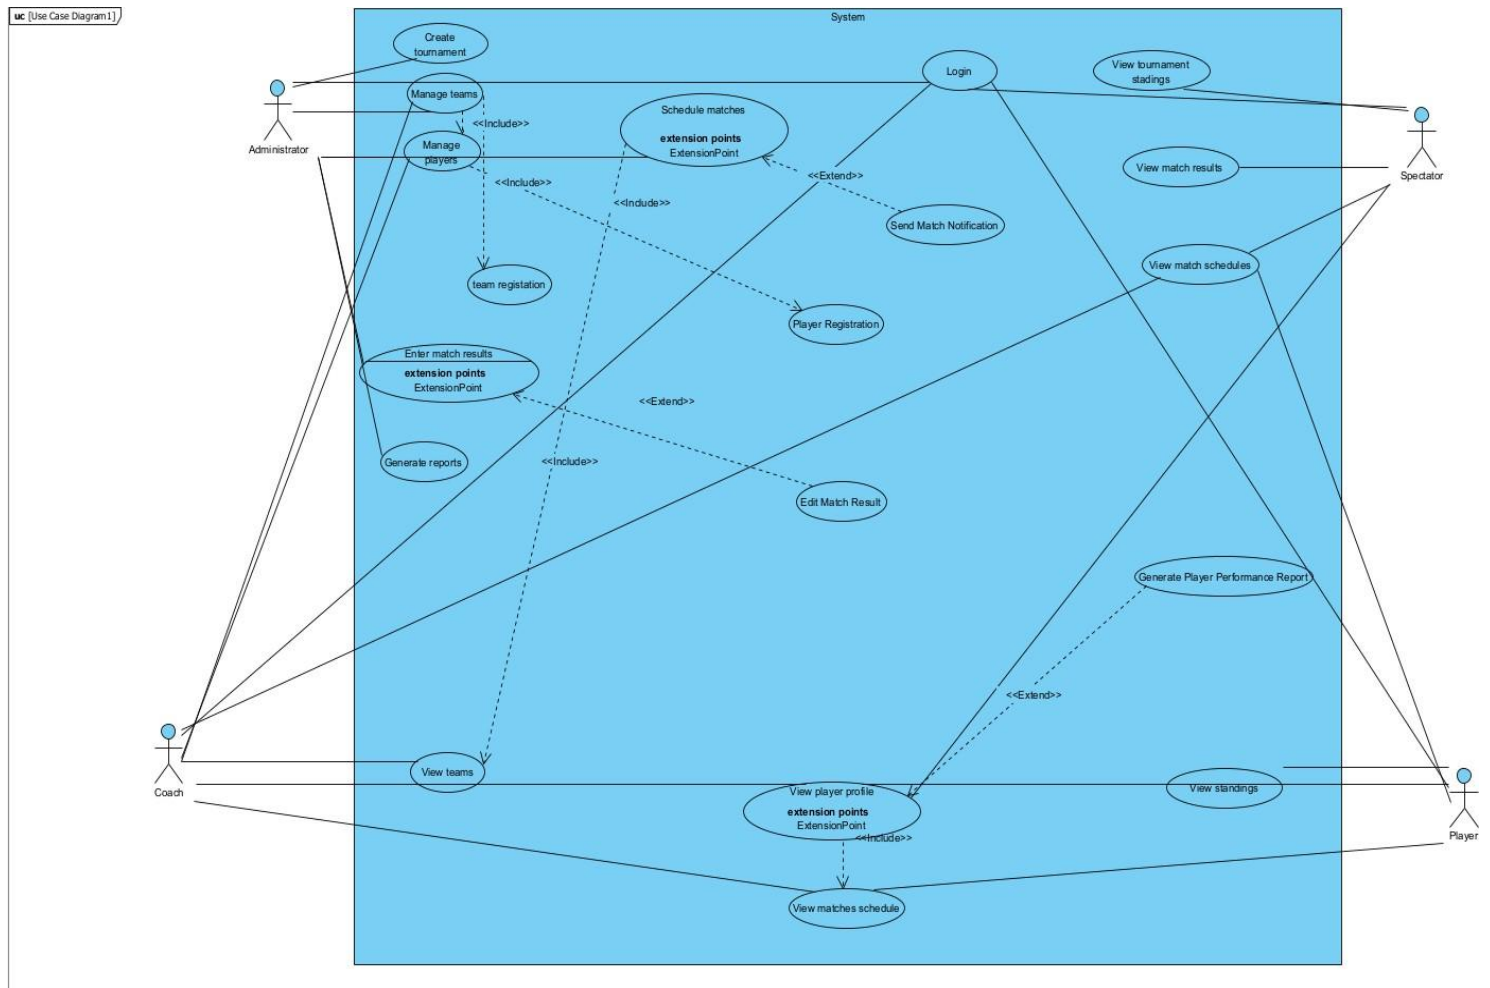 uc [Use Case Diagram1]
System
Create
tournament
Login
View tournament
stadings
Manage teams
Schedule matches
<<Include>>
extension points
ExtensionPoint
Administrator
Manage
players
View match results
Spectator
<<Extend>>
<<Include>>
<<Include>>
Send Match Notification
View match schedules
team registation
Player Registration
Enter match results
extension points
ExtensionPoint
<<Extend>>
Generate reports
<<Include>>
Edit Match Result
Generate Player Performance Report
<<Extend>>
View teams
Coach
View player profile
extension points
ExtensionPoint
View standings
<<Include>>
Player
View matches schedule